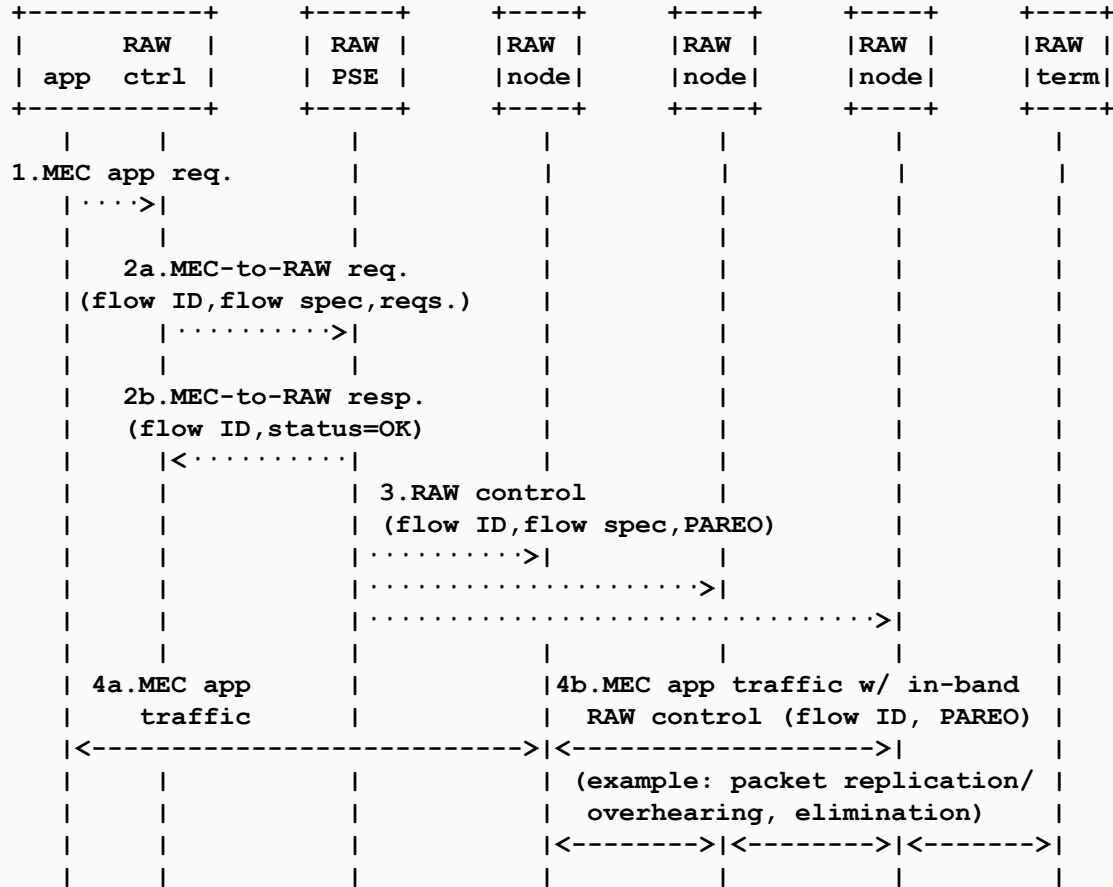 +-----------+ +-----+ +----+ +----+ +----+ +----+
| RAW | | RAW | |RAW | |RAW | |RAW | |RAW |
| app ctrl | | PSE | |node| |node| |node| |term|
+-----------+ +-----+ +----+ +----+ +----+ +----+
1.MEC app req.
2a.MEC-to-RAW req.
(flow ID,flow spec,reqs.)
2b.MEC-to-RAW resp.
(flow ID,status=OK)
3.RAW control
(flow ID,flow spec,PAREO)
4a.MEC app 4b.MEC app traffic w/ in-band
traffic RAW control (flow ID, PAREO)
(example: packet replication/
overhearing, elimination)